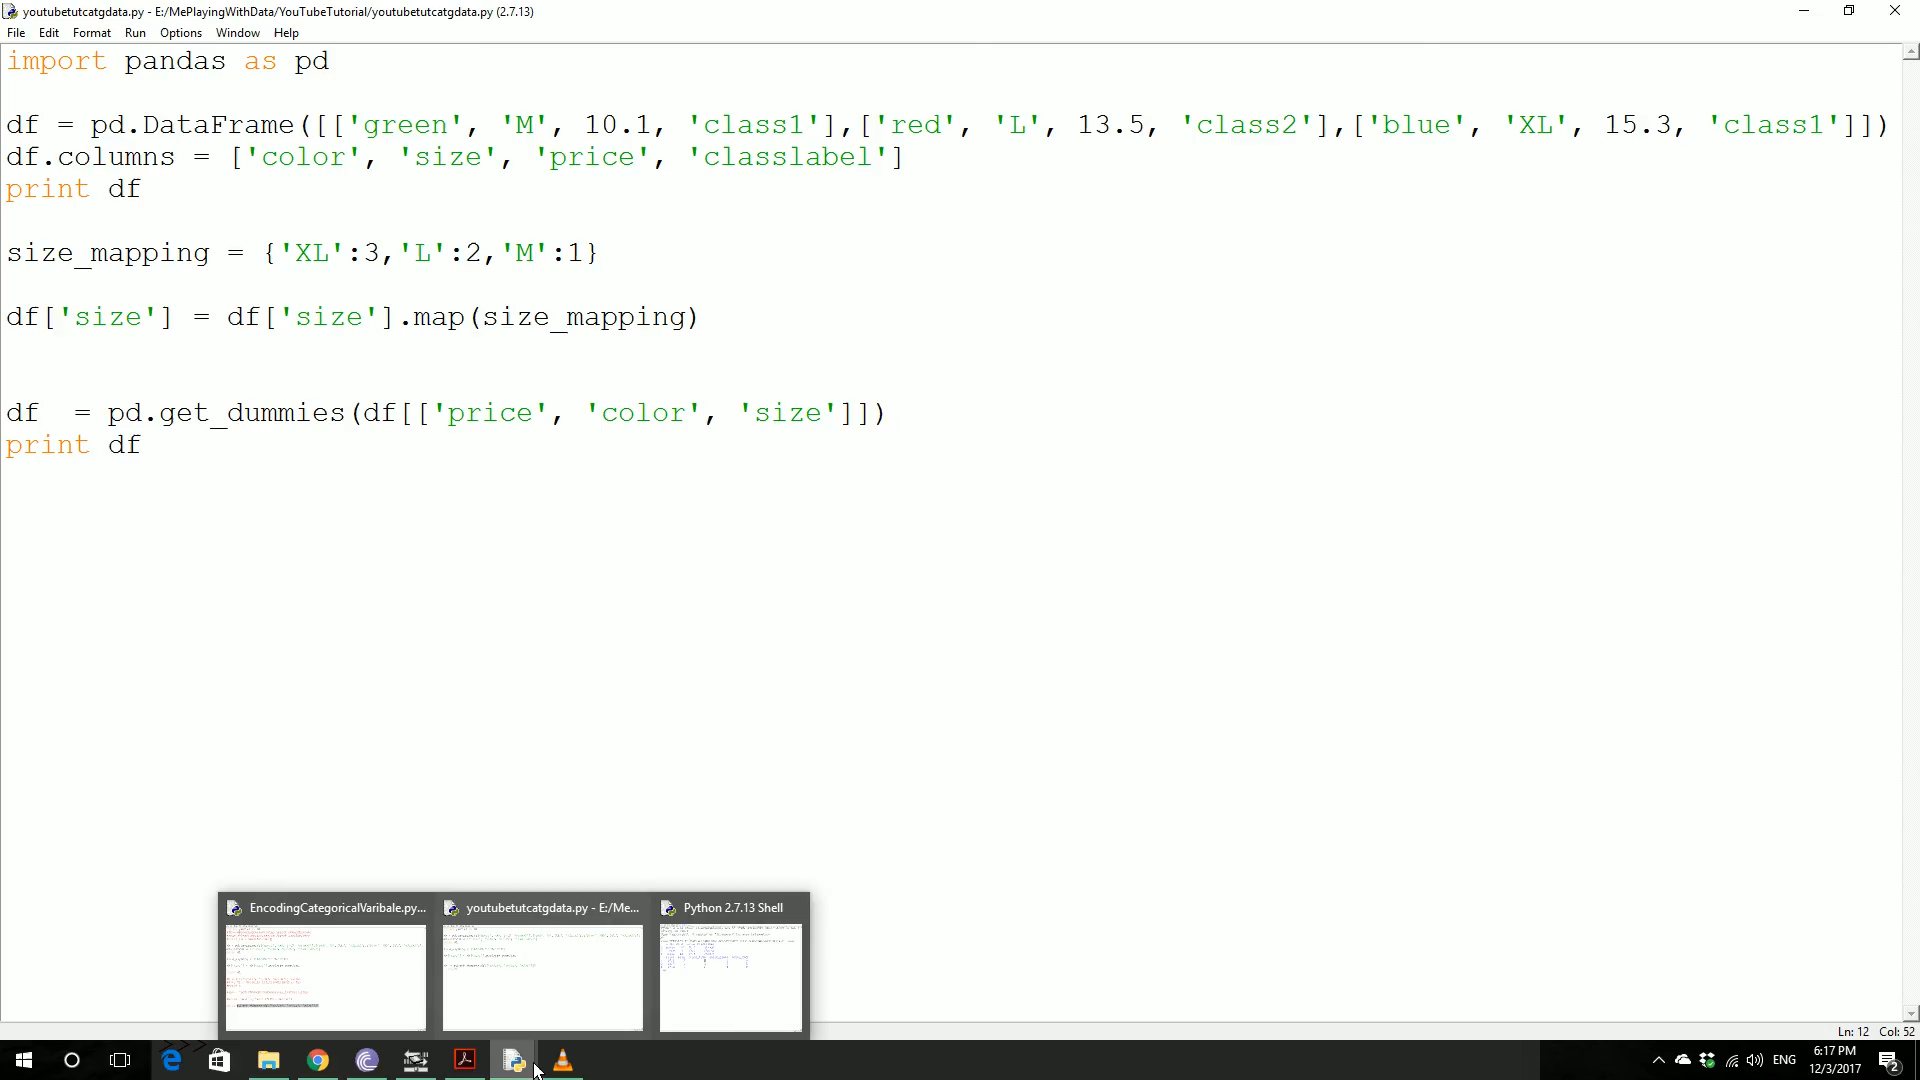 youtubetutcatgdata.py - E:/MePlayingWithData/YouTubeTutorial/youtubetutcatgdata.py (2.7.13)
File Edit Format Run Options Window Help
import pandas as pd
df = pd.DataFrame([['green', 'M', 10.1, 'class1'],['red', 'L', 13.5, 'class2'],['blue', 'XL', 15.3, 'class1']])
df.columns = ['color', 'size', 'price', 'classlabel']
print df
size_mapping = {'XL':3,'L':2,'M':1}
df['size'] = df['size'].map(size_mapping)
df  = pd.get_dummies(df[['price', 'color', 'size']])
print df
EncodingCategoricalVaribale.py... youtubetutcatgdata.py - E:/Me... Python 2.7.13 Shell
Ln: 12 Col: 52
>>>
ENG
6:17 PM
12/3/2017
2